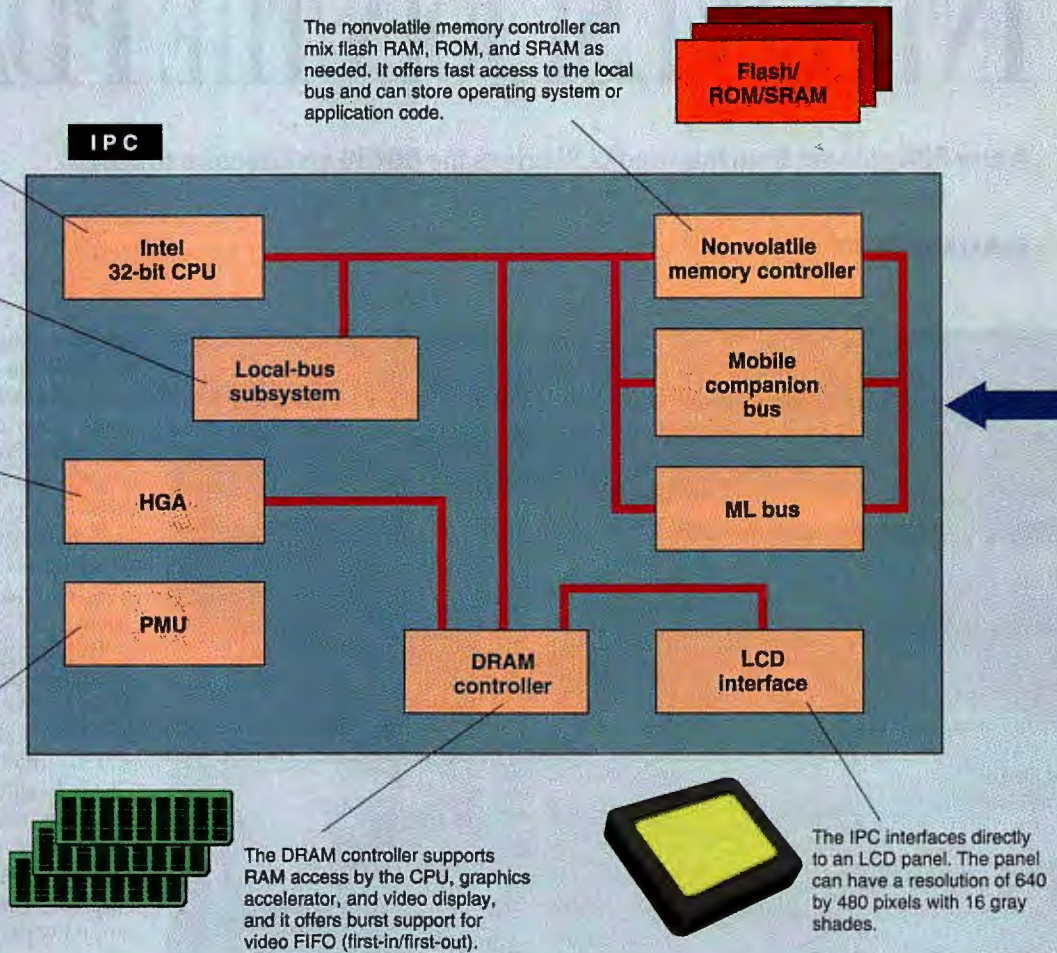 The nonvolatile memory controller can
mix flash RAM, ROM, and SRAM as
needed. It offers fast access to the local
bus and can store operating system or
application code.
Flash/
ROM/SRAM
IPC
Intel
32-bit CPU
Nonvolatile
memory controller
Local-bus
subsystem
Mobile
companion
bus
HGA
ML bus
PMU
DRAM
controller
LCD
interface
The DRAM controller supports
RAM access by the CPU, graphics
accelerator, and video display,
and it offers burst support for
video FIFO (first-in/first-out).
The IPC interfaces directly
to an LCD panel. The panel
can have a resolution of 640
by 480 pixels with 16 gray
shades.